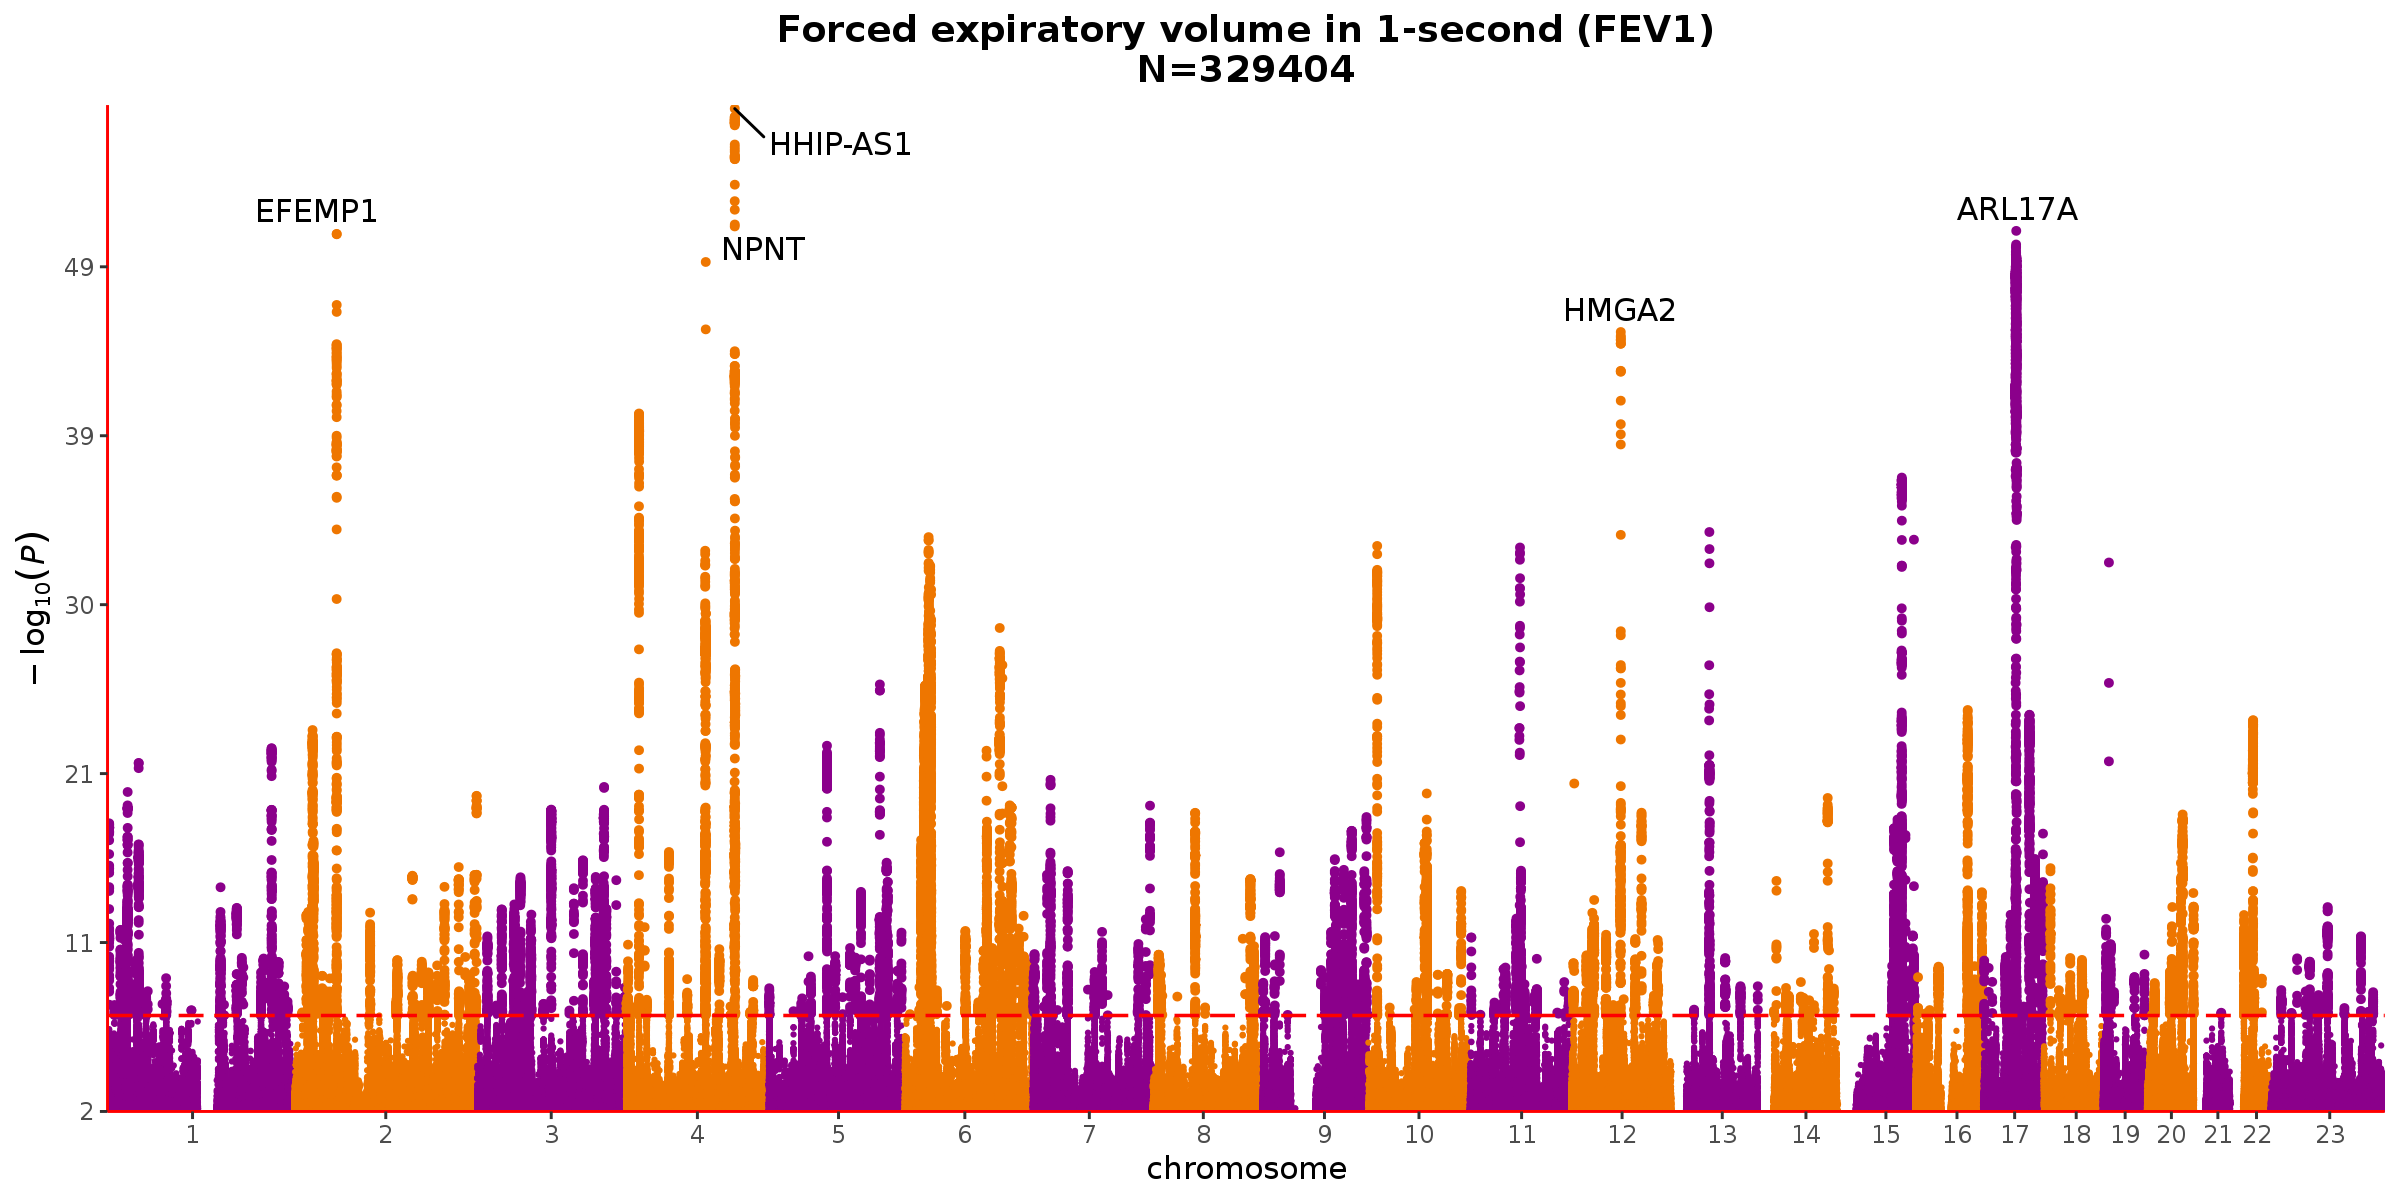 Forced expiratory volume in 1-second (FEV1)
N=329404
HHIP-AS1
EFEMP1
ARL17A
NPNT
HMGA2
49
39
30
21
11
2
−log10(P)
1 2 3 4 5 6 7 8 9 10 11 12 13 14 15 16 17 18 19 20 21 22 23
chromosome